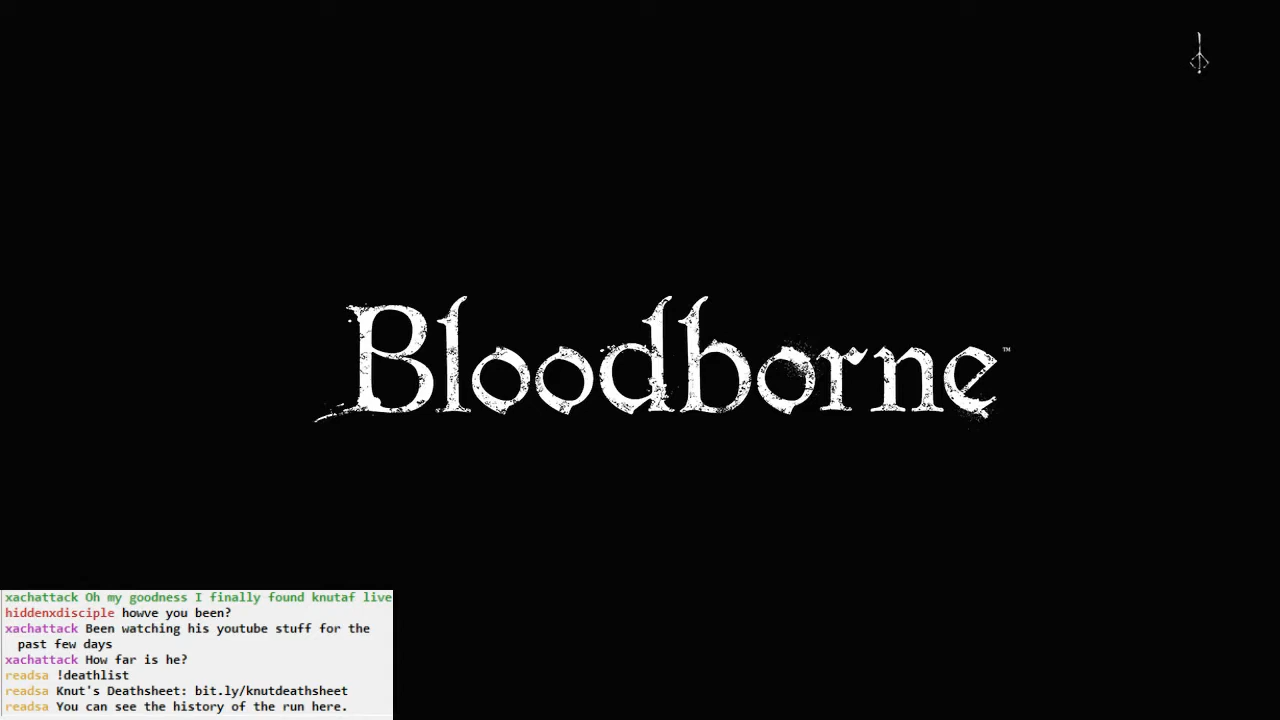 Bloodborne™
xachattack Oh my goodness I finally found knutaf live
hiddenxdisciple howve you been?
xachattack Been watching his youtube stuff for the
past few days
xachattack How far is he?
readsa !deathlist
readsa Knut's Deathsheet: bit.ly/knutdeathsheet
readsa You can see the history of the run here.